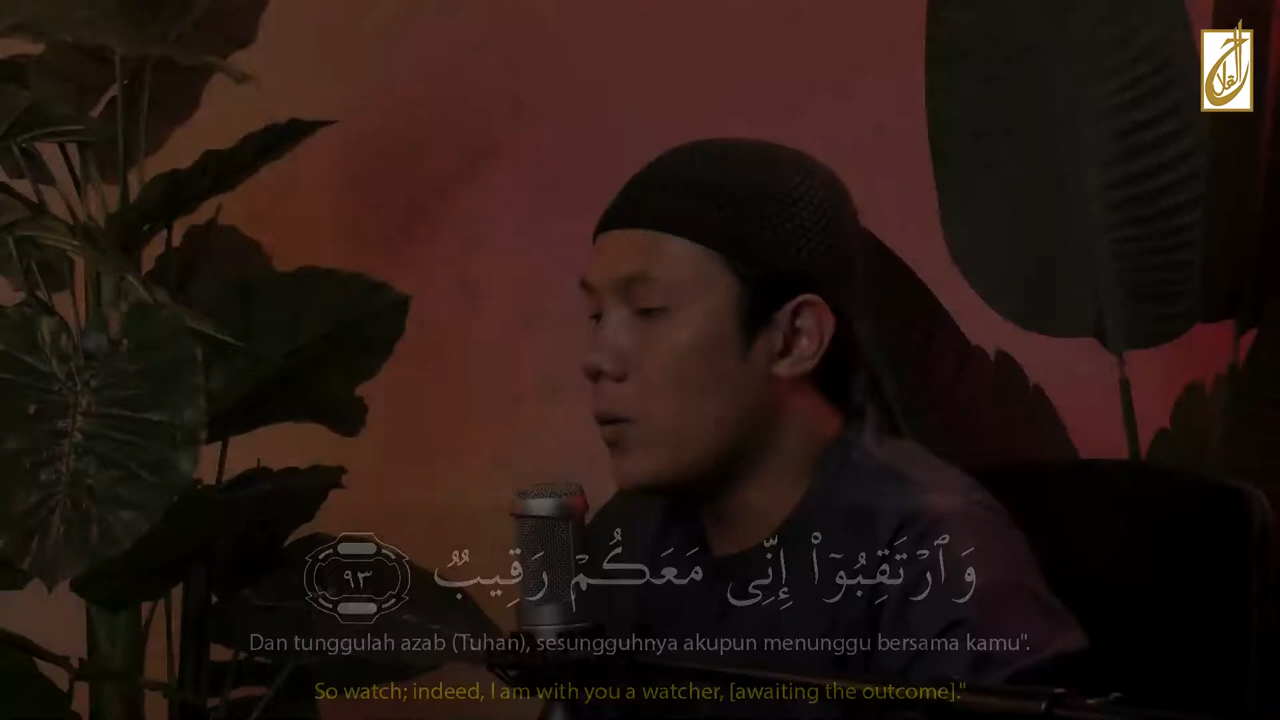 وَٱرْتَقِبُوٓا۟ إِنِّى مَعَكُمْ رَقِيبٌ ٩٣
Dan tunggulah azab (Tuhan), sesungguhnya akupun menunggu bersama kamu".
So watch; indeed, I am with you a watcher, [awaiting the outcome]."